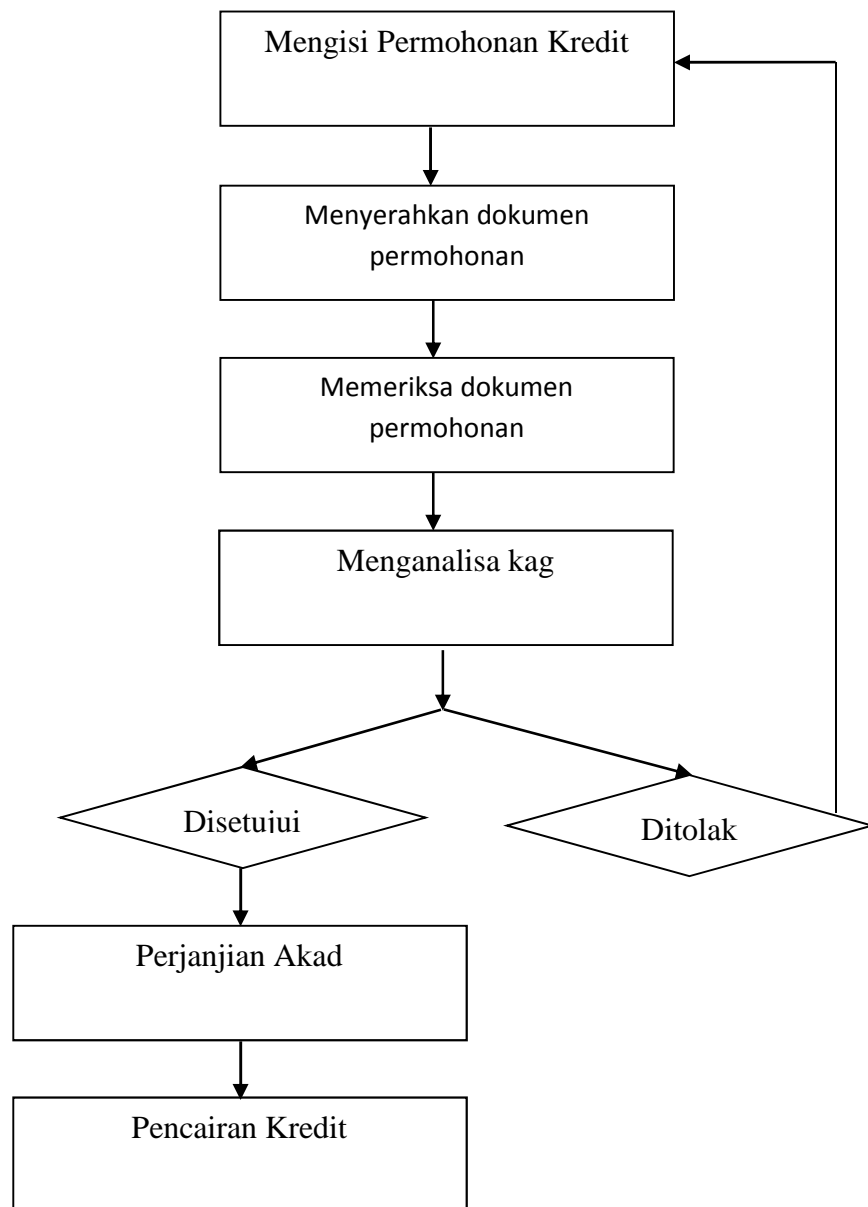 Mengisi Permohonan Kredit
Menyerahkan dokumen
permohonan
Memeriksa dokumen
permohonan
Menganalisa kag
Disetujui
Ditolak
Perjanjian Akad
Pencairan Kredit